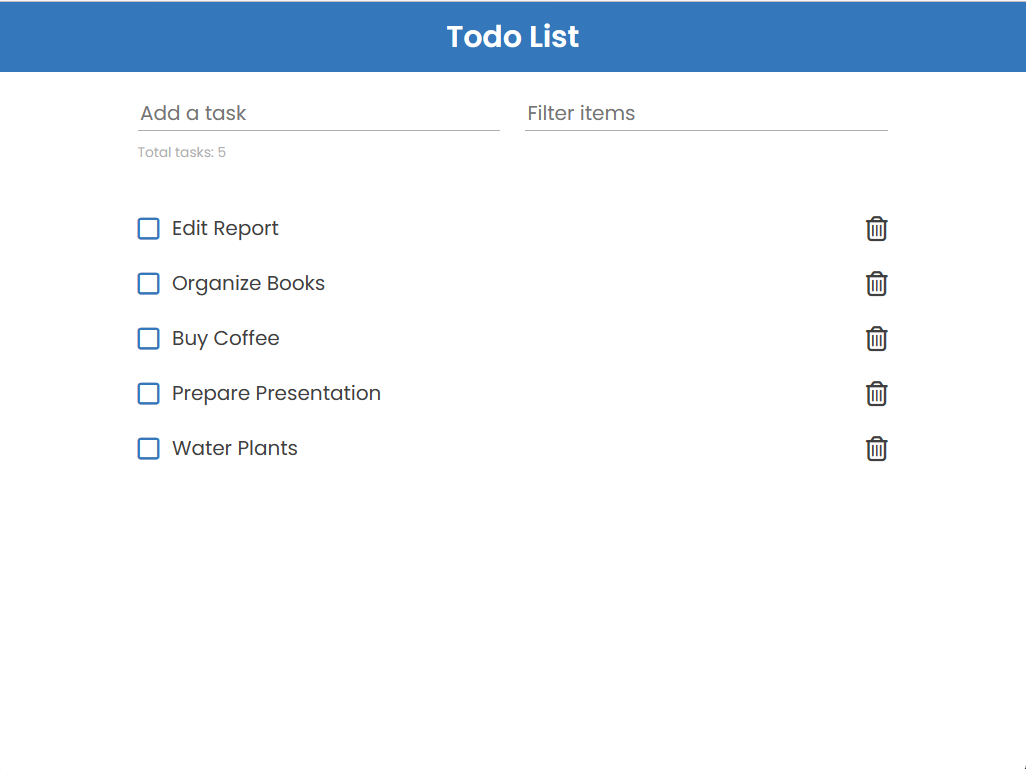 Todo List
Add a task
Filter items
Total tasks: 5
Edit Report
Organize Books
Buy Coffee
Prepare Presentation
Water Plants